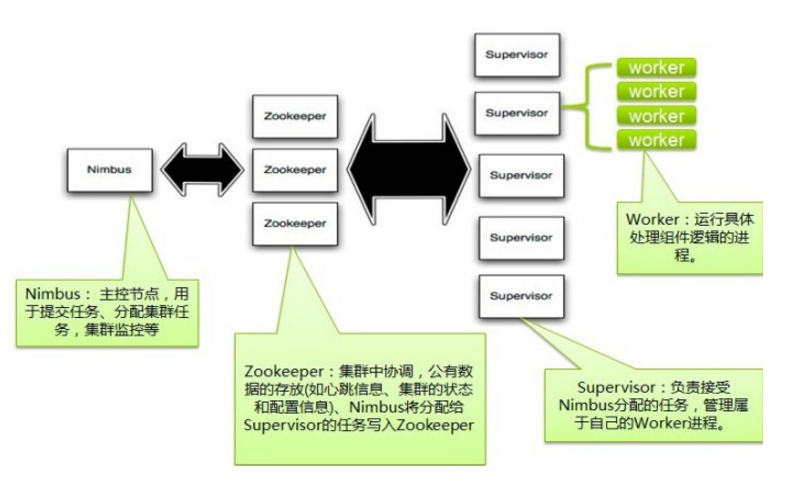 Supervisor
worker
worker
worker
worker
Supervisor
Zookeeper
Nimbus
Zookeeper
Supervisor
Zookeeper
Supervisor
Supervisor
Worker：运行具体
处理组件逻辑的进
程。
Nimbus： 主控节点，用
于提交任务、分配集群任
务，集群监控等
Zookeeper：集群中协调，公有数
据的存放(如心跳信息、集群的状态
和配置信息)、Nimbus将分配给
Supervisor的任务写入Zookeeper
Supervisor：负责接受
Nimbus分配的任务，管理属
于自己的Worker进程。